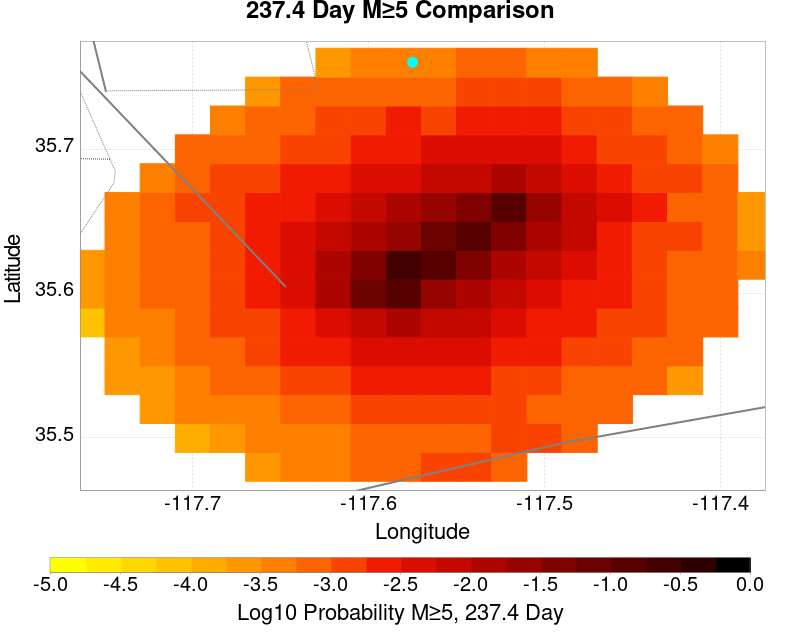 237.4 Day M≥5 Comparison
35.7
35.6
35.5
Latitude
-117.7 -117.6 -117.5 -117.4
Longitude
-5.0 -4.5 -4.0 -3.5 -3.0 -2.5 -2.0 -1.5 -1.0 -0.5 0.0
Log10 Probability M≥5, 237.4 Day